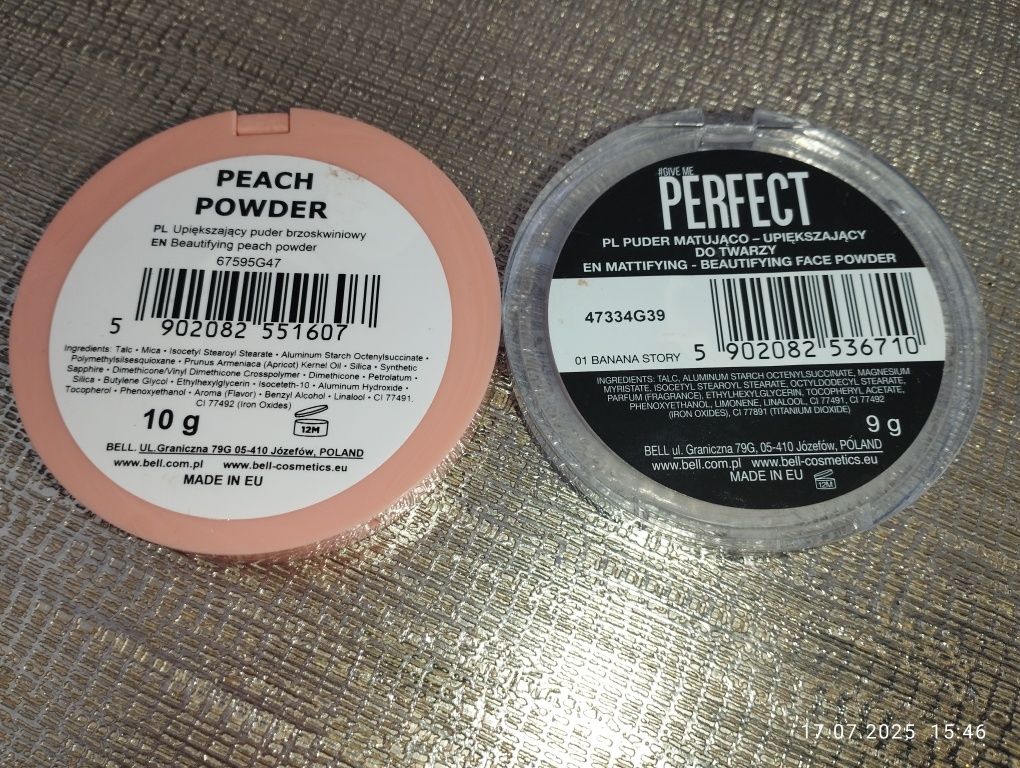 PEACH
POWDER
PL Upiększający puder brzoskwiniowy
EN Beautifying peach powder
67595G47
5 902082 551607
Ingredients: Talc • Mica • Isocetyl Stearoyl Stearate • Aluminum Starch Octenylsuccinate •
Polymethylsilsesquioxane • Prunus Armeniaca (Apricot) Kernel Oil • Silica • Synthetic
Sapphire • Dimethicone/Vinyl Dimethicone Crosspolymer • Dimethicone • Petrolatum •
Silica • Butylene Glycol • Ethylhexylglycerin • Isoceteth-10 • Aluminum Hydroxide •
Tocopherol • Phenoxyethanol • Aroma (Flavor) • Benzyl Alcohol • Linalool • CI 77491,
CI 77492 (Iron Oxides)
10 g
12M
BELL. UL.Graniczna 79G 05-410 Józefów, POLAND
www.bell.com.pl www.bell-cosmetics.eu
MADE IN EU
#GIVE ME
PERFECT
PL PUDER MATUJĄCO – UPIĘKSZAJĄCY
DO TWARZY
EN MATTIFYING - BEAUTIFYING FACE POWDER
47334G39
01 BANANA STORY
5 902082 536710
INGREDIENTS: TALC, ALUMINUM STARCH OCTENYLSUCCINATE, MAGNESIUM
MYRISTATE, ISOCETYL STEAROYL STEARATE, OCTYLDODECYL STEARATE,
PARFUM (FRAGRANCE), ETHYLHEXYLGLYCERIN, TOCOPHERYL ACETATE,
PHENOXYETHANOL, LIMONENE, LINALOOL, CI 77491, CI 77492
(IRON OXIDES), CI 77891 (TITANIUM DIOXIDE)
9 g
BELL ul. Graniczna 79G, 05-410 Józefów, POLAND
www.bell.com.pl www.bell-cosmetics.eu
MADE IN EU
12M
17.07.2025 15:46